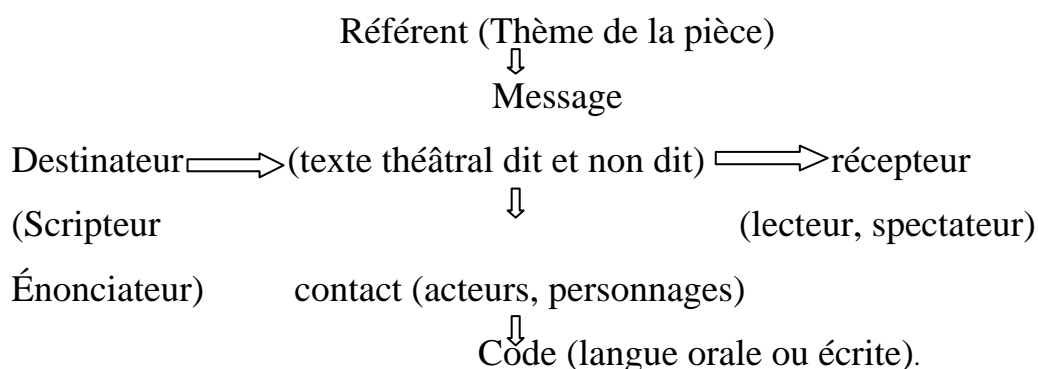 Référent (Thème de la pièce)
Message
Destinateur (texte théâtral dit et non dit) récepteur
(Scripteur (lecteur, spectateur)
Énonciateur) contact (acteurs, personnages)
Code (langue orale ou écrite).